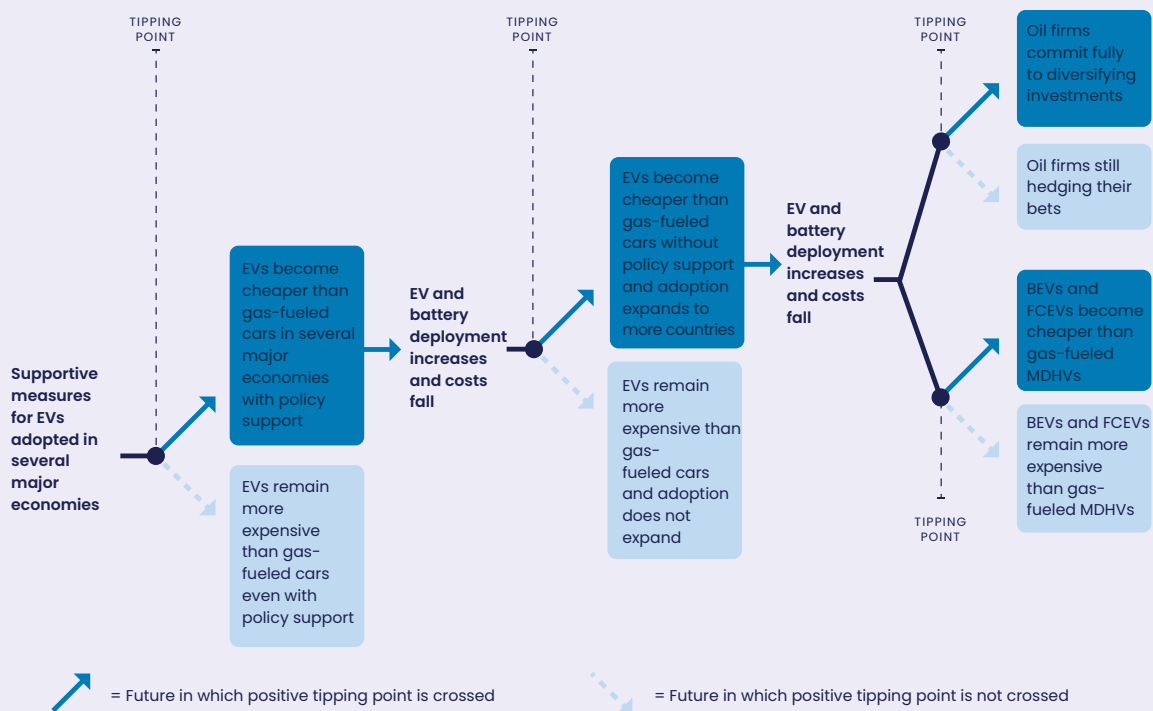 TIPPING
POINT
TIPPING
POINT
TIPPING
POINT
Supportive
measures
for EVs
adopted in
several
major
economies
EVs become
cheaper than
gas-fueled
cars in several
major
economies
with policy
support
EVs remain
more
expensive
than gas-
fueled cars
even with
policy support
EV and
battery
deployment
increases
and costs
fall
EVs become
cheaper than
gas-fueled
cars without
policy support
and adoption
expands to
more countries
EVs remain
more
expensive than
gas-
fueled cars
and adoption
does not
expand
EV and
battery
deployment
increases
and costs
fall
Oil firms
commit fully
to diversifying
investments
Oil firms still
hedging their
bets
BEVs and
FCEVs become
cheaper than
gas-fueled
MDHVs
BEVs and FCEVs
remain more
expensive
than gas-
fueled MDHVs
TIPPING
POINT
= Future in which positive tipping point is crossed
= Future in which positive tipping point is not crossed